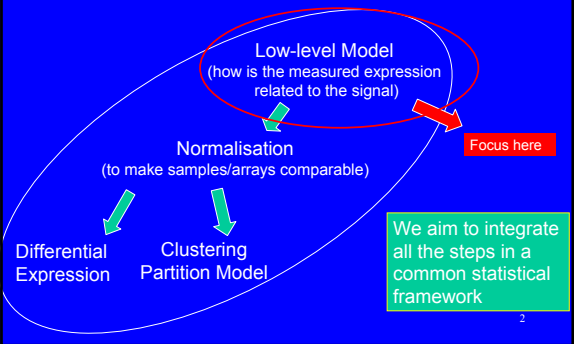 Low-level Model
(how is the measured expression
related to the signal)
Focus here
Normalisation
(to make samples/arrays comparable)
Differential
Expression
Clustering
Partition Model
We aim to integrate
all the steps in a
common statistical
framework
2